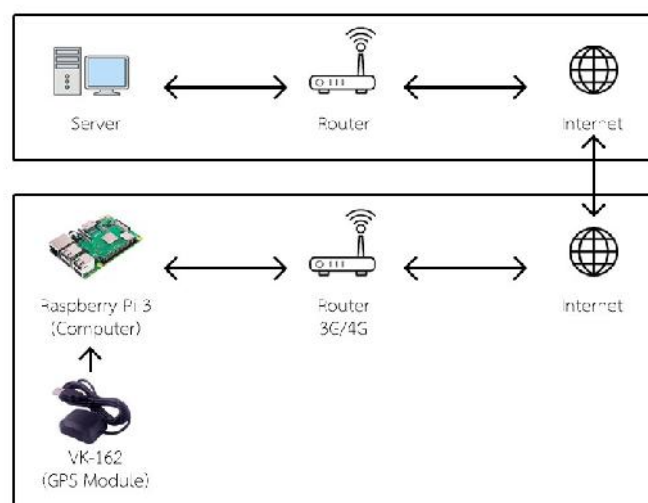 Server
Router
Internet
Raspberry Pi 3
(Computer)
Router
3G/4G
Internet
VK-162
(GPS Module)